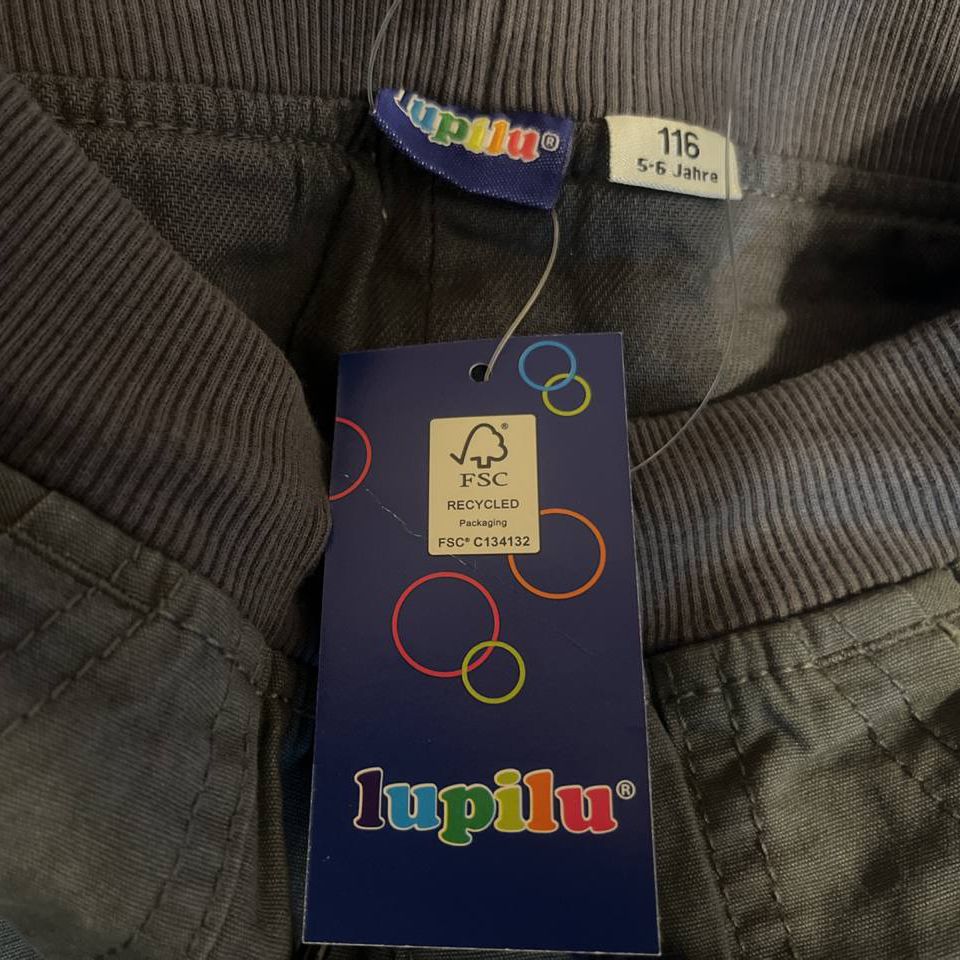 lupilu®
116
5-6 Jahre
®
FSC
RECYCLED
Packaging
FSC® C134132
lupilu®